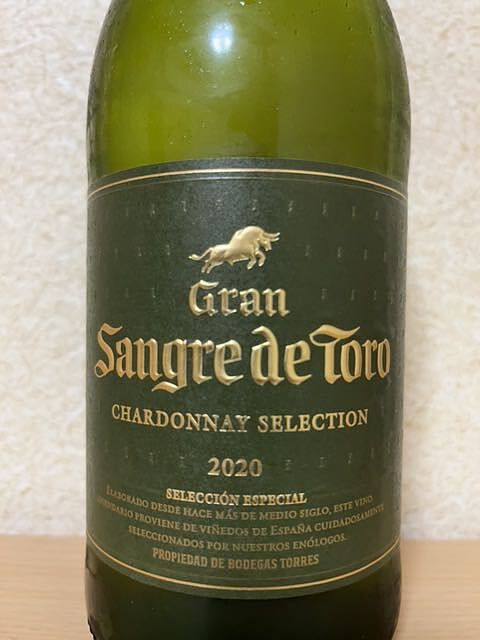 Gran
Sangre de Toro
CHARDONNAY SELECTION
2020
SELECCIÓN ESPECIAL
ELABORADO DESDE HACE MÁS DE MEDIO SIGLO, ESTE VINO
LEGENDARIO PROVIENE DE VIÑEDOS DE ESPAÑA CUIDADOSAMENTE
SELECCIONADOS POR NUESTROS ENÓLOGOS.
PROPIEDAD DE BODEGAS TORRES